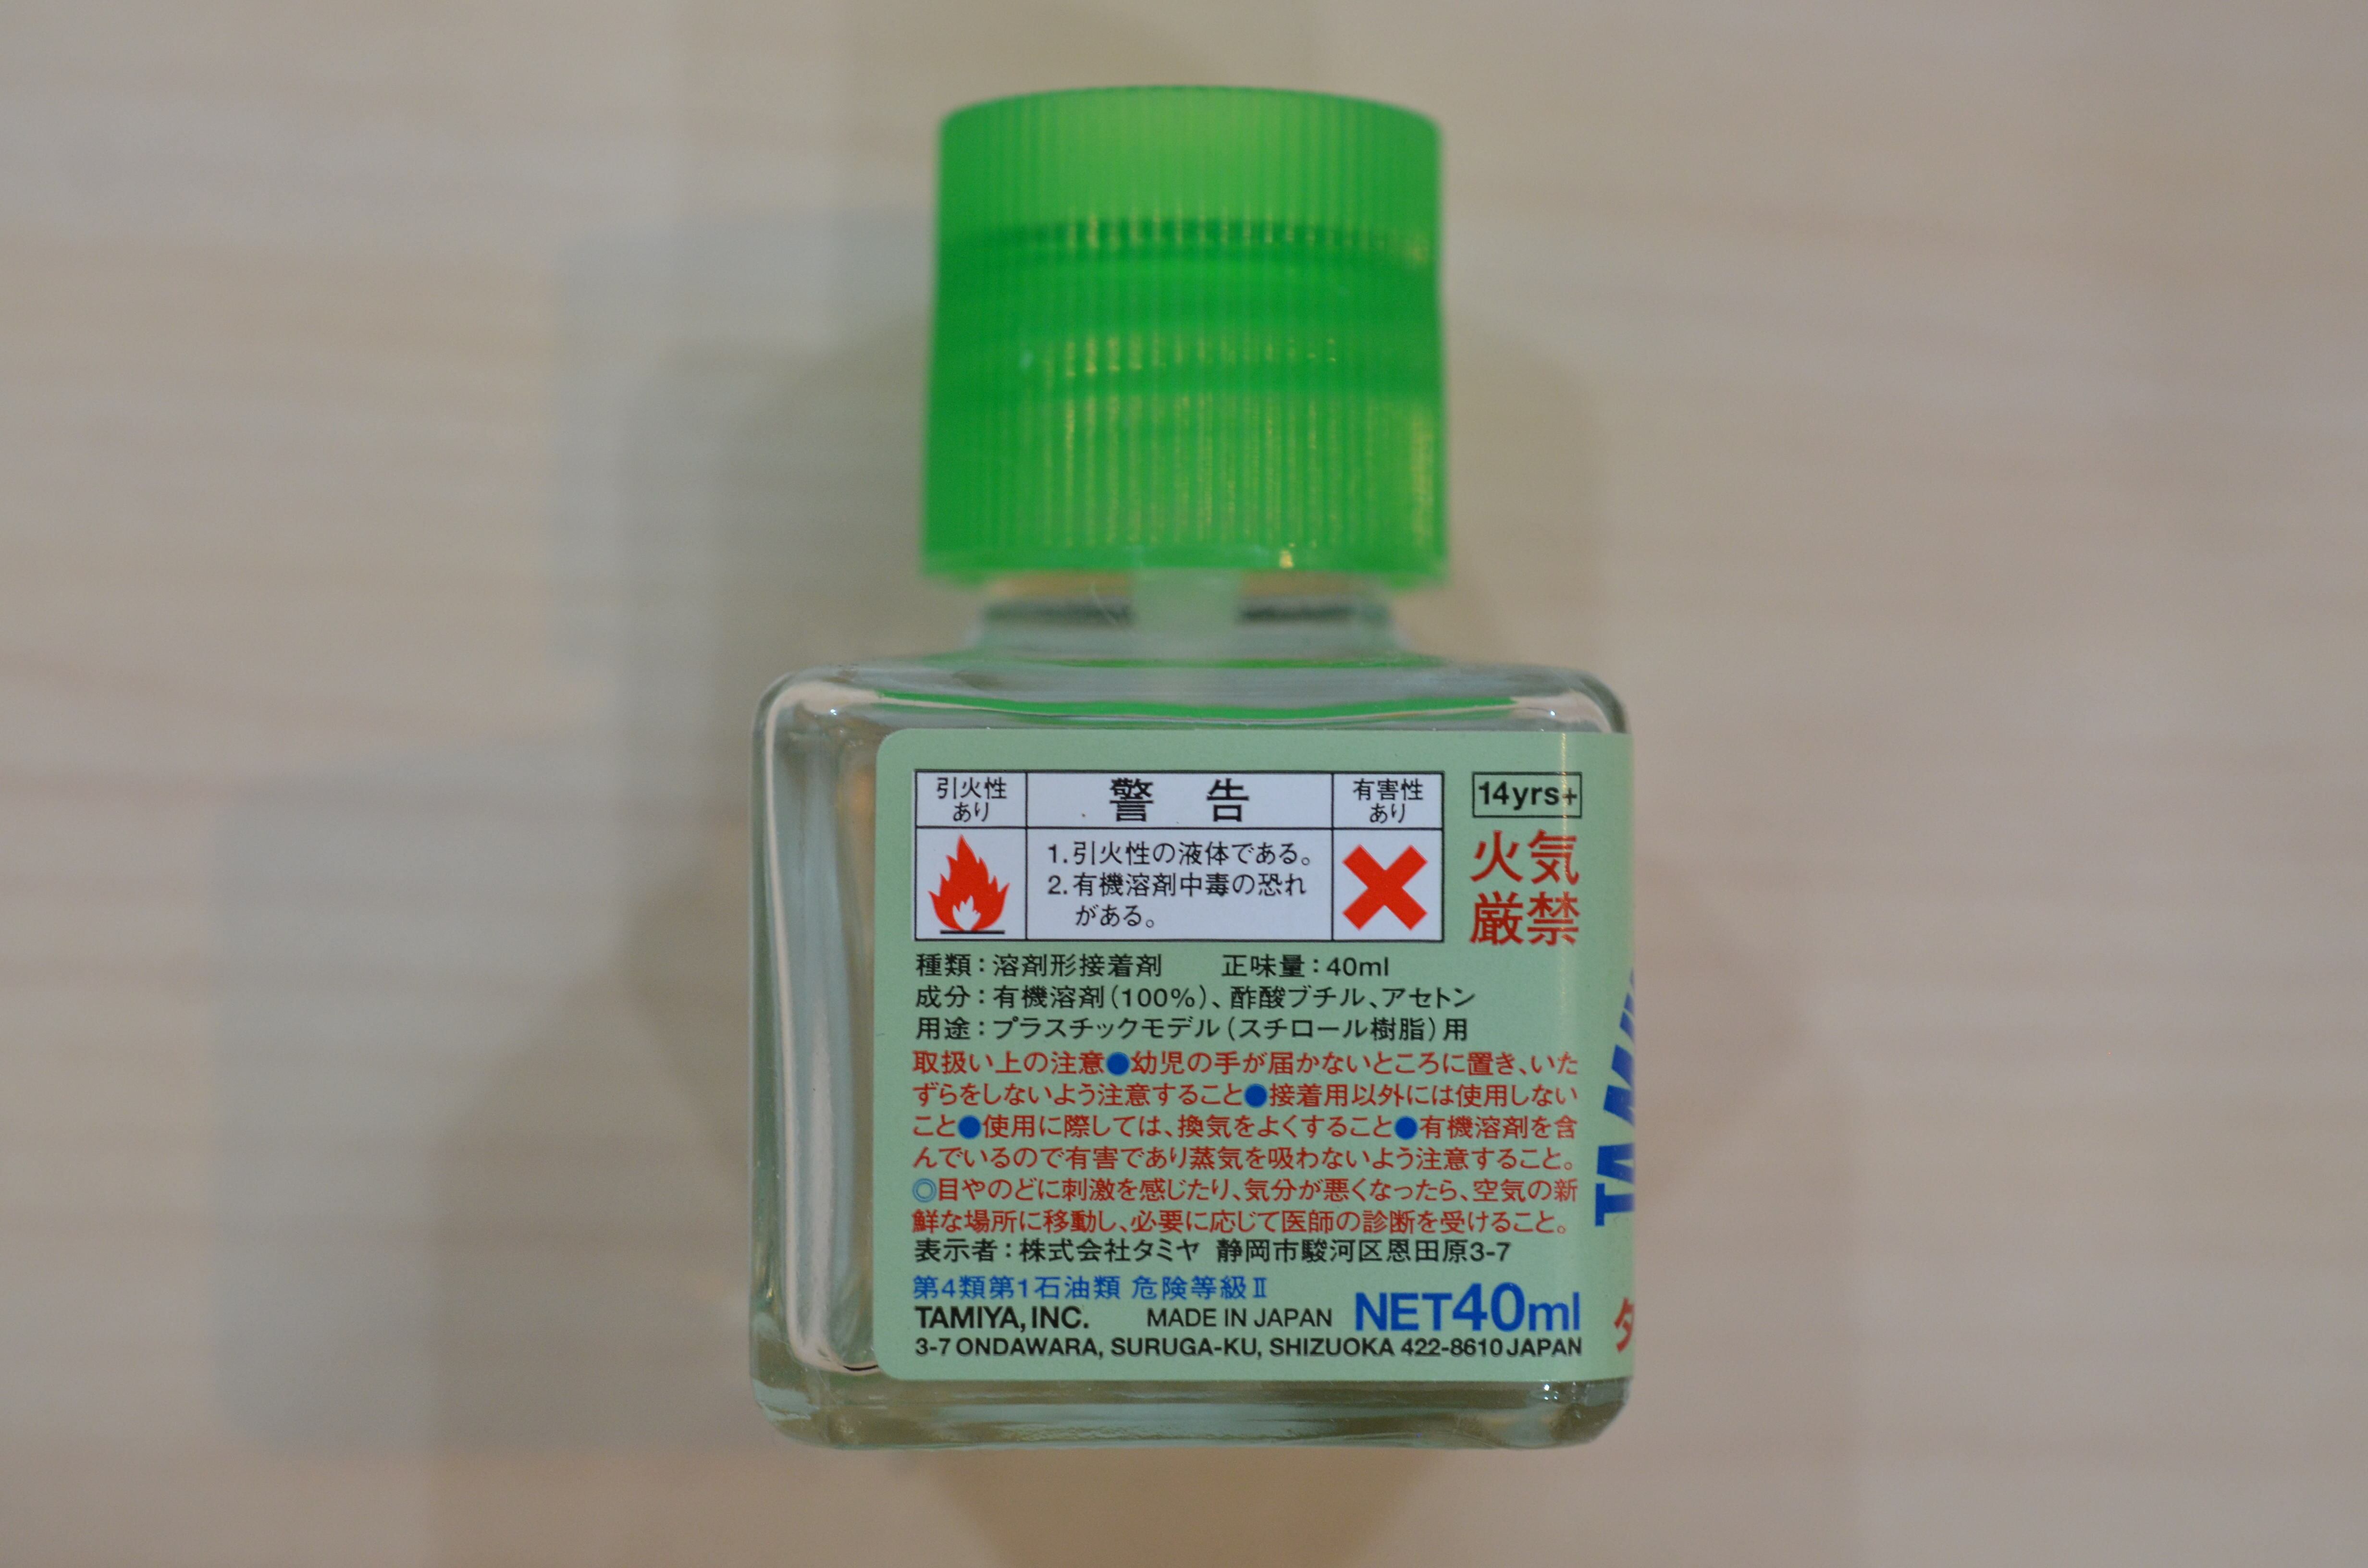 引火性
あり
警 告
有害性
あり
14yrs+
1.引火性の液体である。
2.有機溶剤中毒の恐れ
がある。
火気
厳禁
種類：溶剤形接着剤 正味量：40ml
成分：有機溶剤（100%）、酢酸ブチル、アセトン
用途：プラスチックモデル（スチロール樹脂）用
取扱い上の注意●幼児の手が届かないところに置き、いた
ずらをしないよう注意すること●接着用以外には使用しない
こと●使用に際しては、換気をよくすること●有機溶剤を含
んでいるので有害であり蒸気を吸わないよう注意すること。
◎目やのどに刺激を感じたり、気分が悪くなったら、空気の新
鮮な場所に移動し、必要に応じて医師の診断を受けること。
表示者：株式会社タミヤ 静岡市駿河区恩田原3-7
第4類第1石油類 危険等級Ⅱ
TAMIYA, INC. MADE IN JAPAN NET40ml
3-7 ONDAWARA, SURUGA-KU, SHIZUOKA 422-8610 JAPAN
TAMI
タ